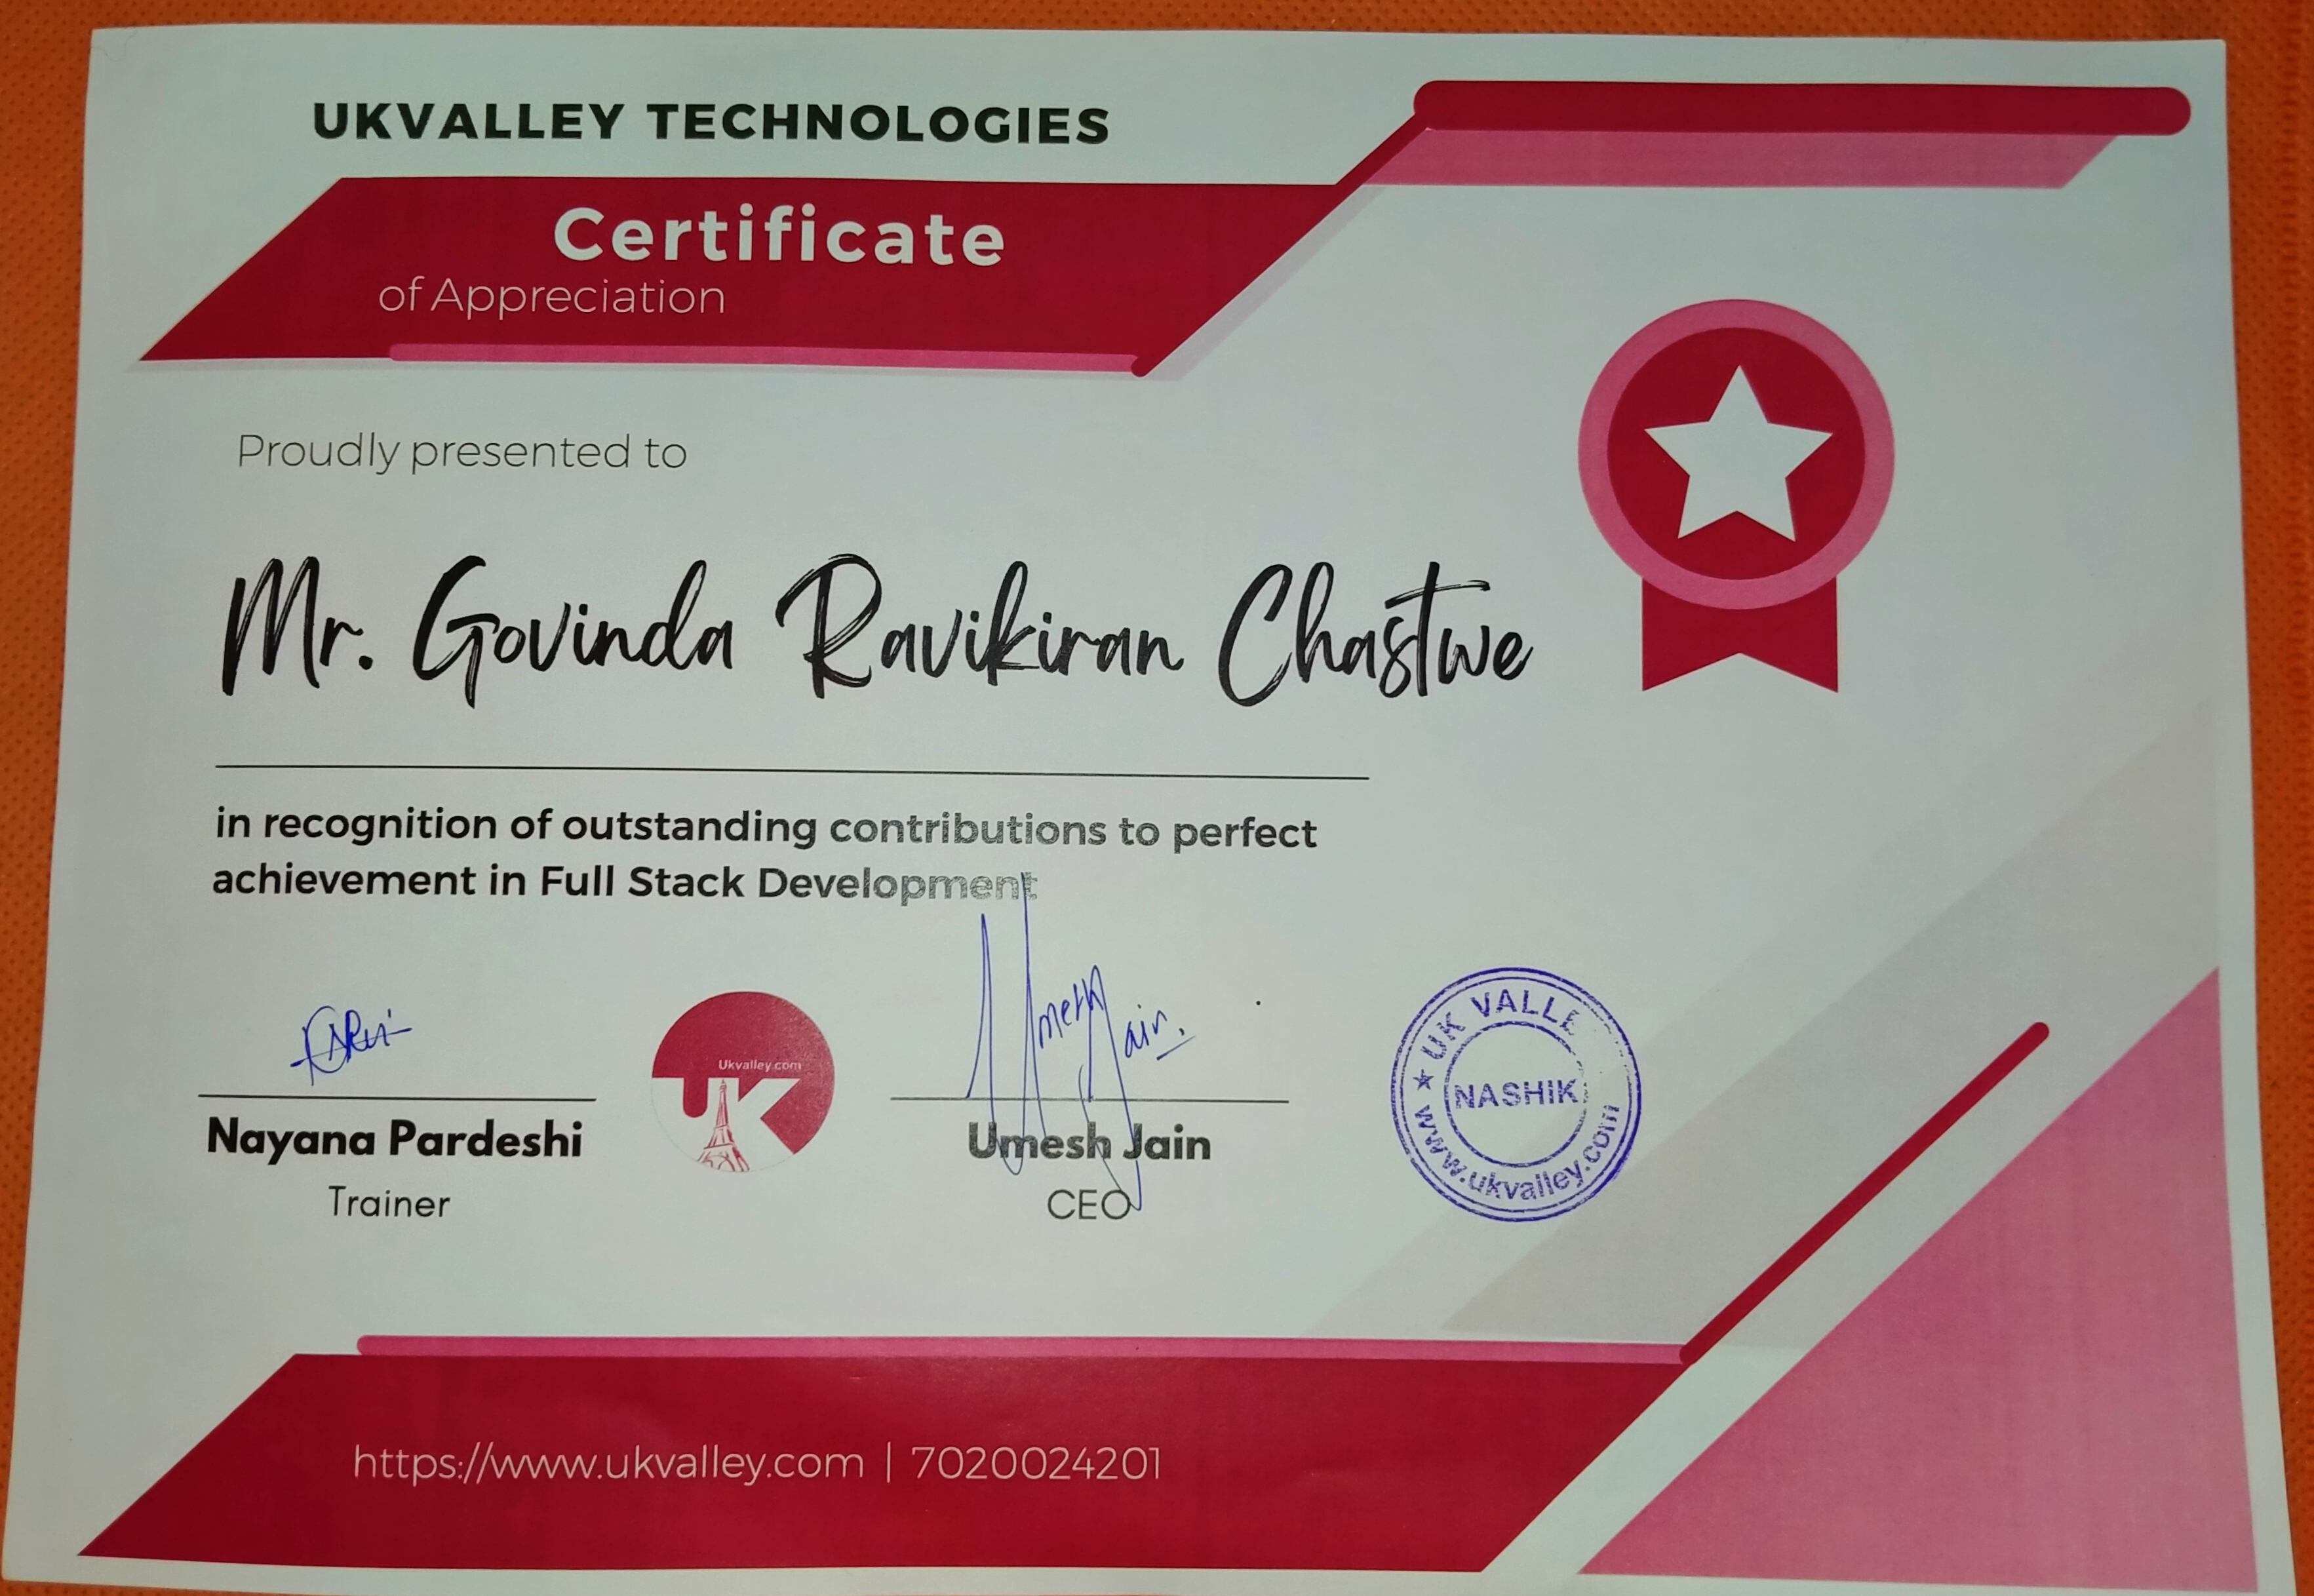 UKVALLEY TECHNOLOGIES
Certificate
of Appreciation
Proudly presented to
Mr. Govinda Ravikiran Chastwe
in recognition of outstanding contributions to perfect
achievement in Full Stack Development
Umesh Jain.
Ukvalley.com
UK
Nayana Pardeshi
Trainer
Umesh Jain
CEO
★ UK VALLE
NASHIK
www.ukvalley.com
https://www.ukvalley.com | 7020024201